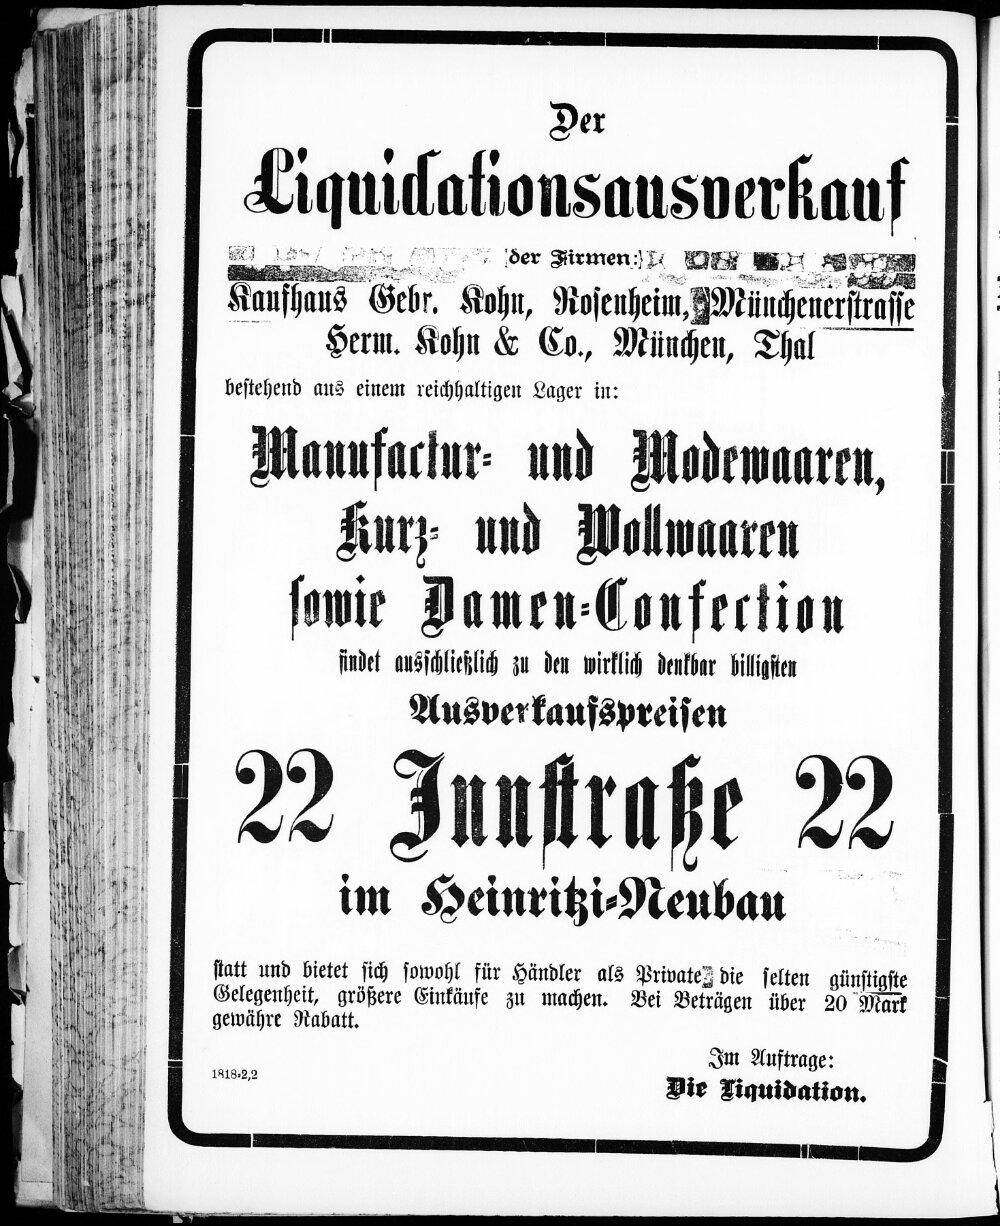 Der
Liquidationsausverkauf
der Firmen:
Kaufhaus Gebr. Kohn, Rosenheim, Münchenerstrasse
Herm. Kohn & Co., München, Thal
bestehend aus einem reichhaltigen Lager in:
Manufactur- und Modewaaren,
Kurz- und Wollwaaren
sowie Damen-Confection
findet ausschließlich zu den wirklich denkbar billigsten
Ausverkaufspreisen
22 Innstraße 22
im Heinritzi-Neubau
statt und bietet sich sowohl für Händler als Private die selten günstigste
Gelegenheit, größere Einkäufe zu machen. Bei Beträgen über 20 Mark
gewähre Rabatt.
Im Auftrage:
1818-2,2
Die Liquidation.